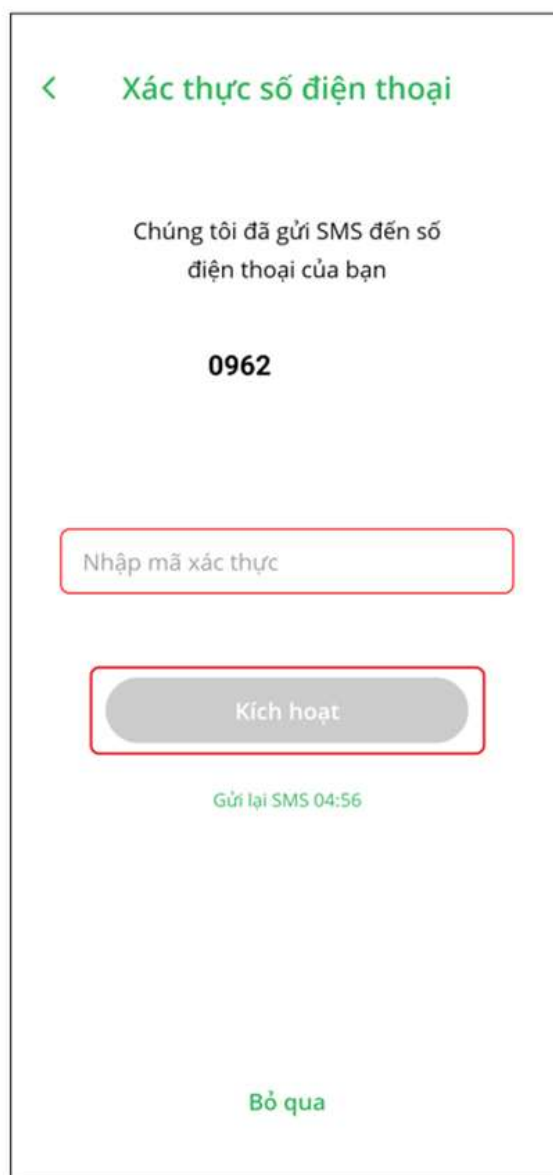 Xác thực số điện thoại
Chúng tôi đã gửi SMS đến số
điện thoại của bạn
0962
Nhập mã xác thực
Kích hoạt
Gửi lại SMS 04:56
Bỏ qua